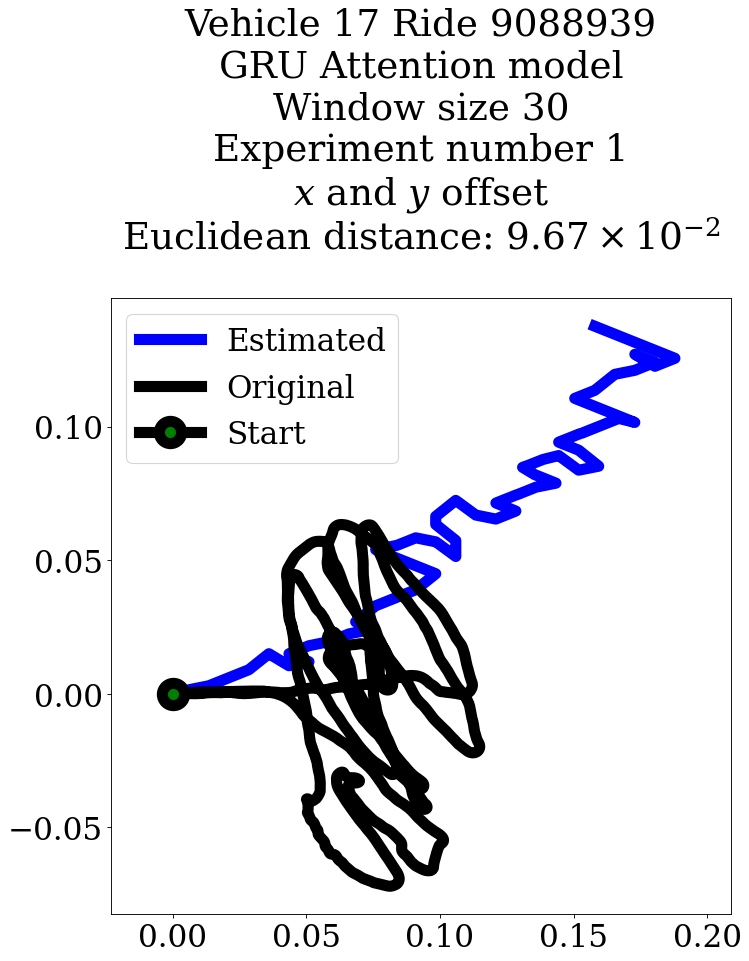 Vehicle 17 Ride 9088939
GRU Attention model
Window size 30
Experiment number 1
x and y offset
Euclidean distance: 9.67 × 10⁻²
Estimated
Original
Start
0.10
0.05
0.00
−0.05
0.00 0.05 0.10 0.15 0.20